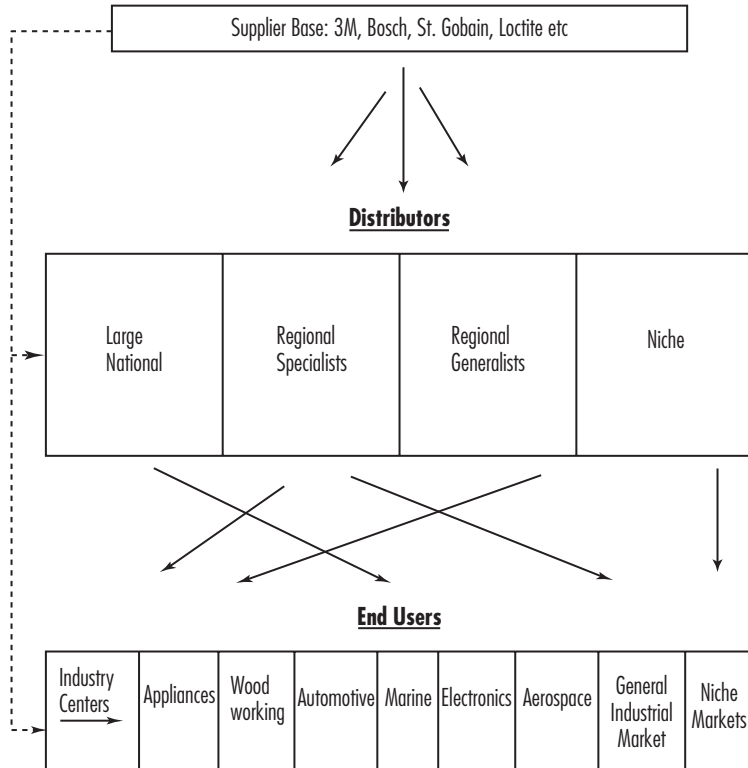 Supplier Base: 3M, Bosch, St. Gobain, Loctite etc
Distributors
Large
National
Regional
Specialists
Regional
Generalists
Niche
End Users
Industry
Centers
Appliances
Wood
working
Automotive
Marine
Electronics
Aerospace
General
Industrial
Market
Niche
Markets